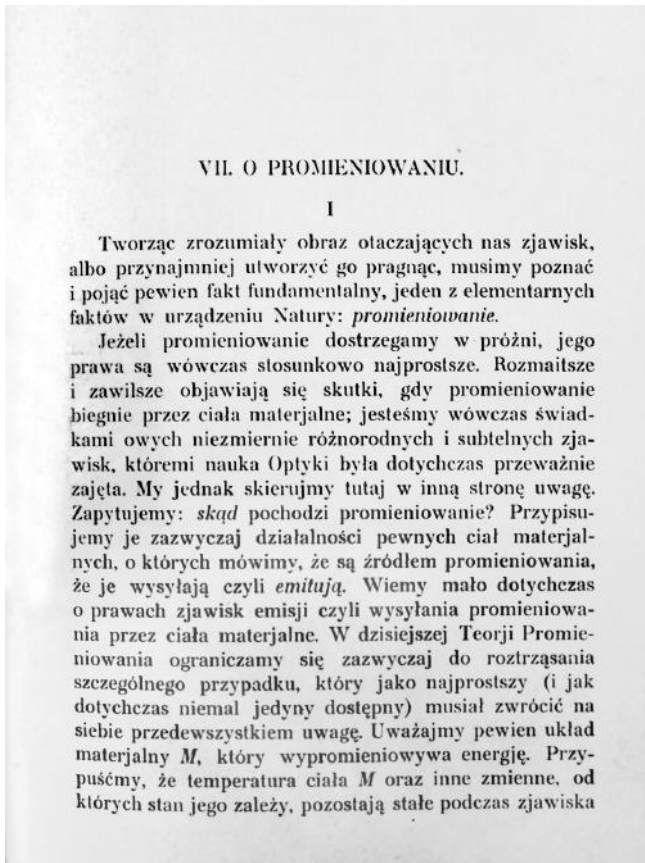 VII. O PROMIENIOWANIU.
I
Tworząc zrozumiały obraz otaczających nas zjawisk,
albo przynajmniej utworzyć go pragnąc, musimy poznać
i pojąć pewien fakt fundamentalny, jeden z elementarnych
faktów w urządzeniu Natury: promieniowanie.
Jeżeli promieniowanie dostrzegamy w próżni, jego
prawa są wówczas stosunkowo najprostsze. Rozmaitsze
i zawilsze objawiają się skutki, gdy promieniowanie
biegnie przez ciała materjalne; jesteśmy wówczas świad-
kami owych niezmiernie różnorodnych i subtelnych zja-
wisk, któremi nauka Optyki była dotychczas przeważnie
zajęta. My jednak skierujmy tutaj w inną stronę uwagę.
Zapytujemy: skąd pochodzi promieniowanie? Przypisu-
jemy je zazwyczaj działalności pewnych ciał materjal-
nych, o których mówimy, że są źródłem promieniowania,
że je wysyłają czyli emitują. Wiemy mało dotychczas
o prawach zjawisk emisji czyli wysyłania promieniowa-
nia przez ciała materjalne. W dzisiejszej Teorji Promie-
niowania ograniczamy się zazwyczaj do roztrząsania
szczególnego przypadku, który jako najprostszy (i jak
dotychczas niemal jedyny dostępny) musiał zwrócić na
siebie przedewszystkiem uwagę. Uważajmy pewien układ
materjalny M, który wypromieniowywa energję. Przy-
puśćmy, że temperatura ciała M oraz inne zmienne, od
których stan jego zależy, pozostają stałe podczas zjawiska